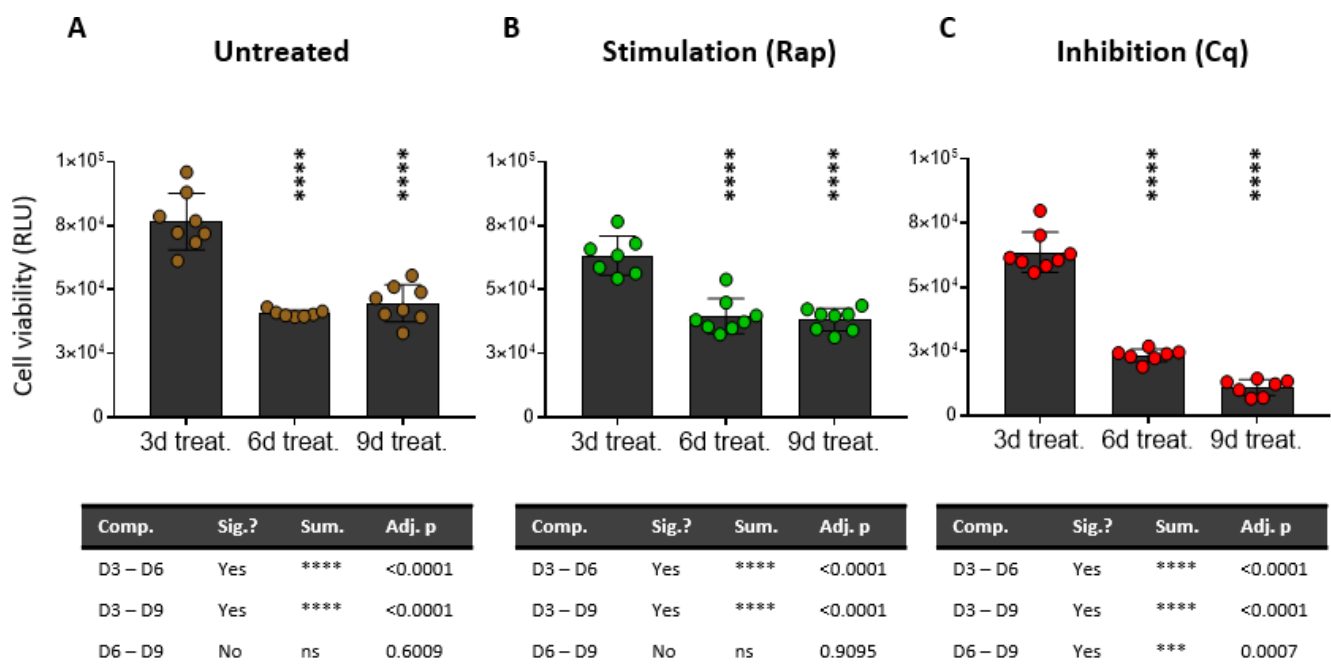 A
Untreated
B
Stimulation (Rap)
C
Inhibition (Cq)
Cell viability (RLU)
1×10⁵
8×10⁴
5×10⁴
3×10⁴
0
****
****
3d treat. 6d treat. 9d treat.
1×10⁵
8×10⁴
5×10⁴
3×10⁴
0
****
****
3d treat. 6d treat. 9d treat.
1×10⁵
8×10⁴
5×10⁴
3×10⁴
0
****
****
3d treat. 6d treat. 9d treat.
Comp. Sig.? Sum. Adj. p
D3 – D6 Yes **** <0.0001
D3 – D9 Yes **** <0.0001
D6 – D9 No ns 0.6009
Comp. Sig.? Sum. Adj. p
D3 – D6 Yes **** <0.0001
D3 – D9 Yes **** <0.0001
D6 – D9 No ns 0.9095
Comp. Sig.? Sum. Adj. p
D3 – D6 Yes **** <0.0001
D3 – D9 Yes **** <0.0001
D6 – D9 Yes *** 0.0007